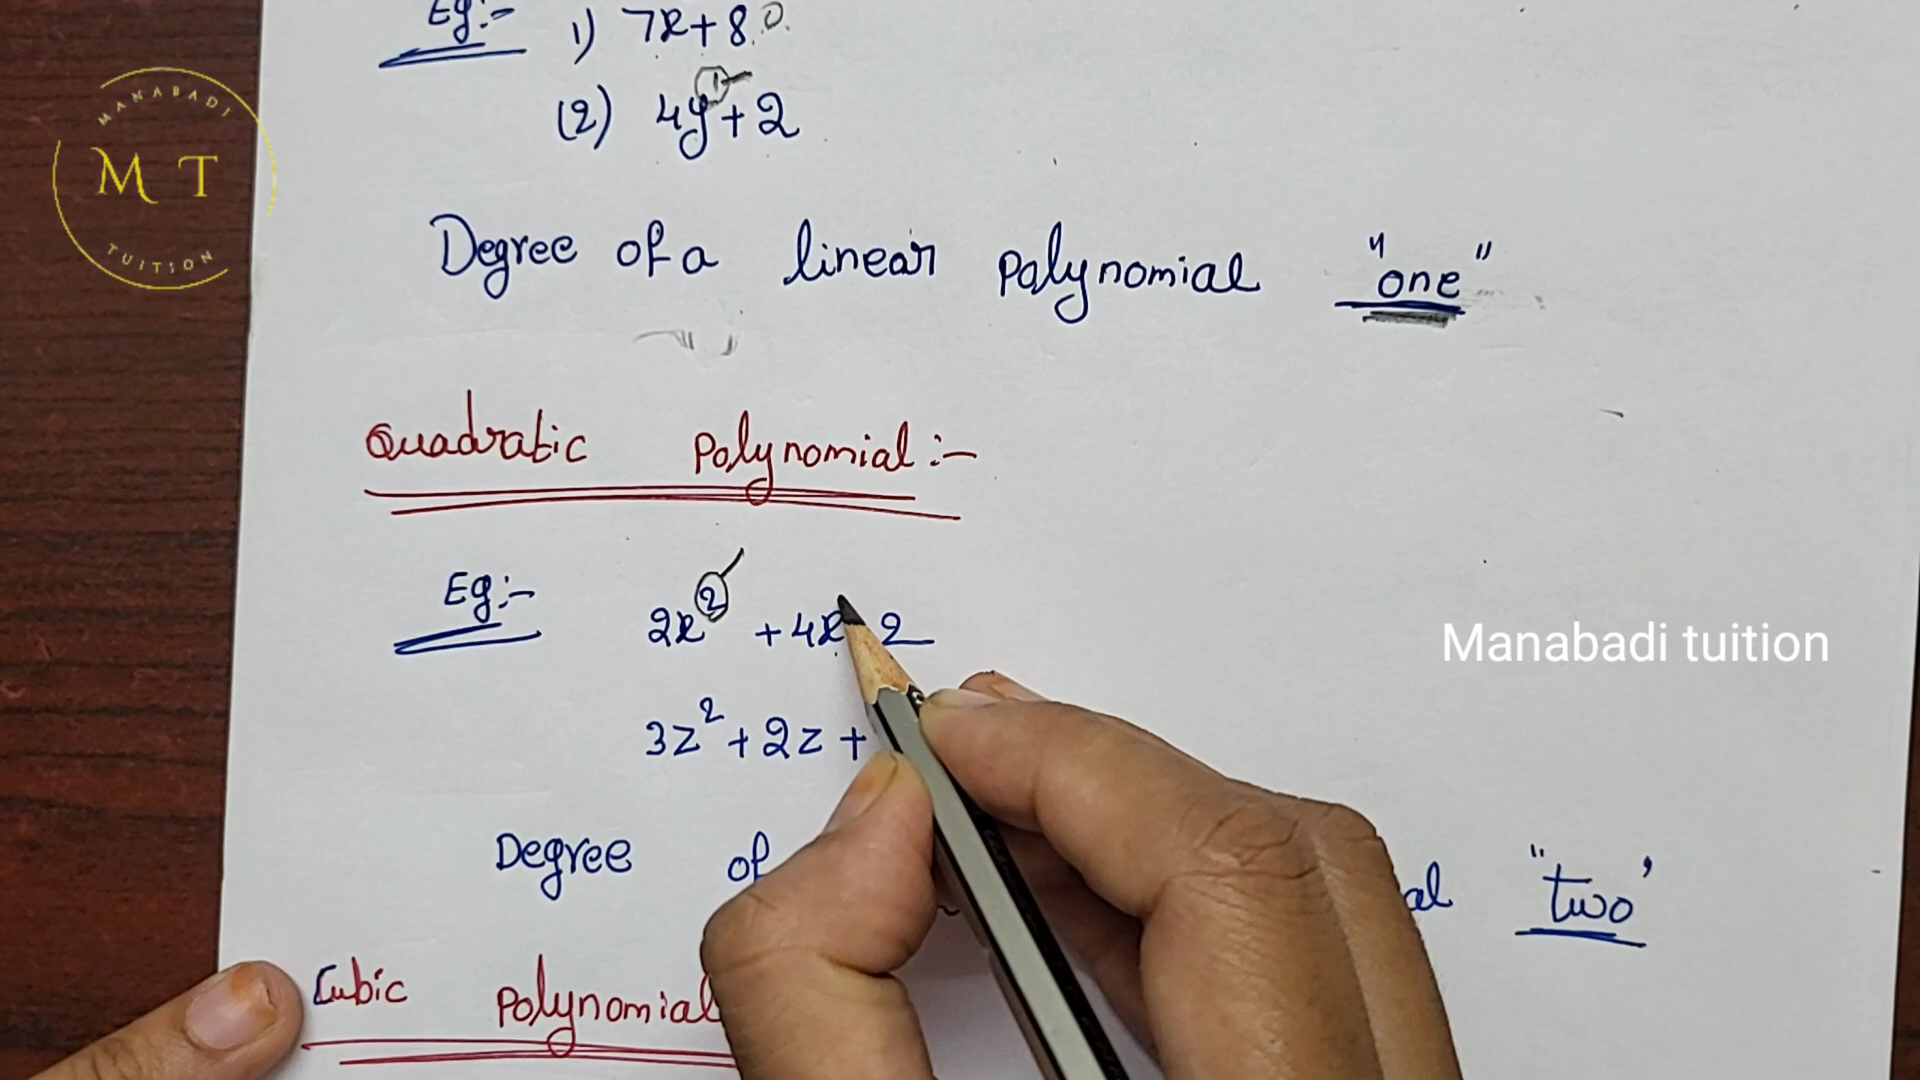 Eg:- 1) 7x+8
(2) 4y¹+2
Degree of a linear polynomial "one"
Quadratic Polynomial:-
Eg:- 2x² +4x 2
3z²+2z+
Degree of al "two"
Cubic Polynomial
MANABADI
M T
TUITION
Manabadi tuition